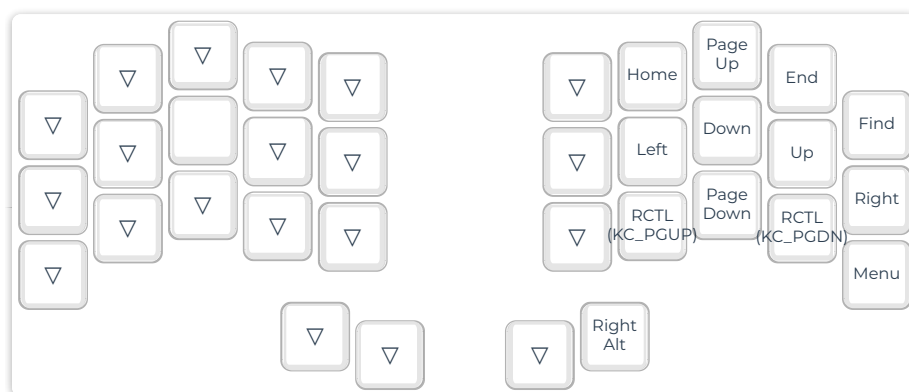 Home
Page
Up
End
Find
Left
Down
Up
Right
RCTL
(KC_PGUP)
Page
Down
RCTL
(KC_PGDN)
Menu
Right
Alt